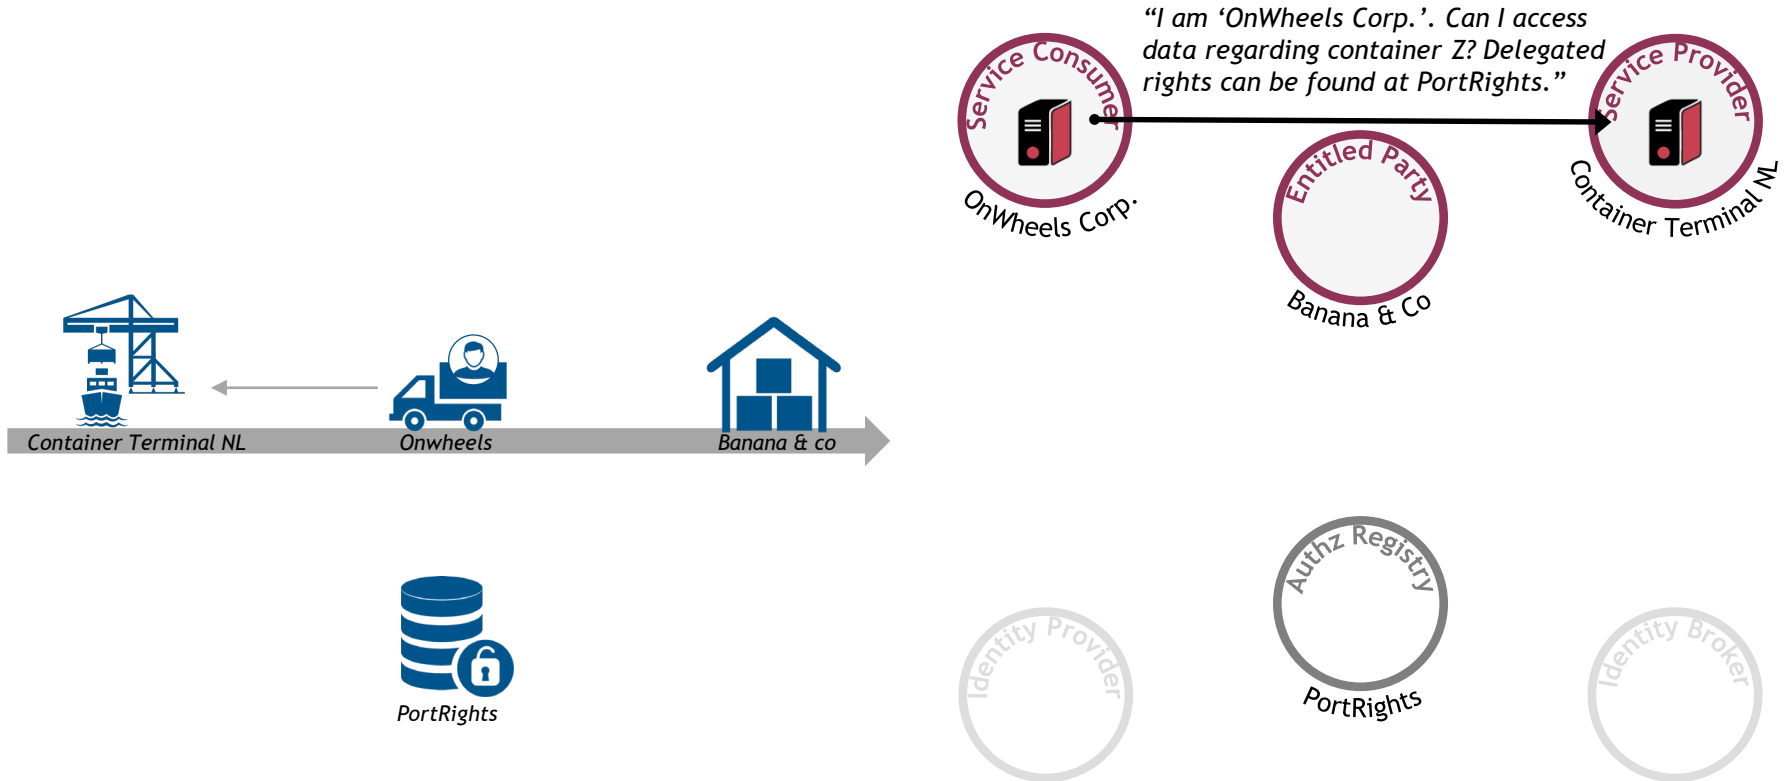 “I am ‘OnWheels Corp.’. Can I access
data regarding container Z? Delegated
rights can be found at PortRights.”
Service Consumer
OnWheels Corp.
Entitled Party
Banana & Co
Service Provider
Container Terminal NL
Container Terminal NL
Onwheels
Banana & co
PortRights
Authz Registry
PortRights
Identity Provider
Identity Broker